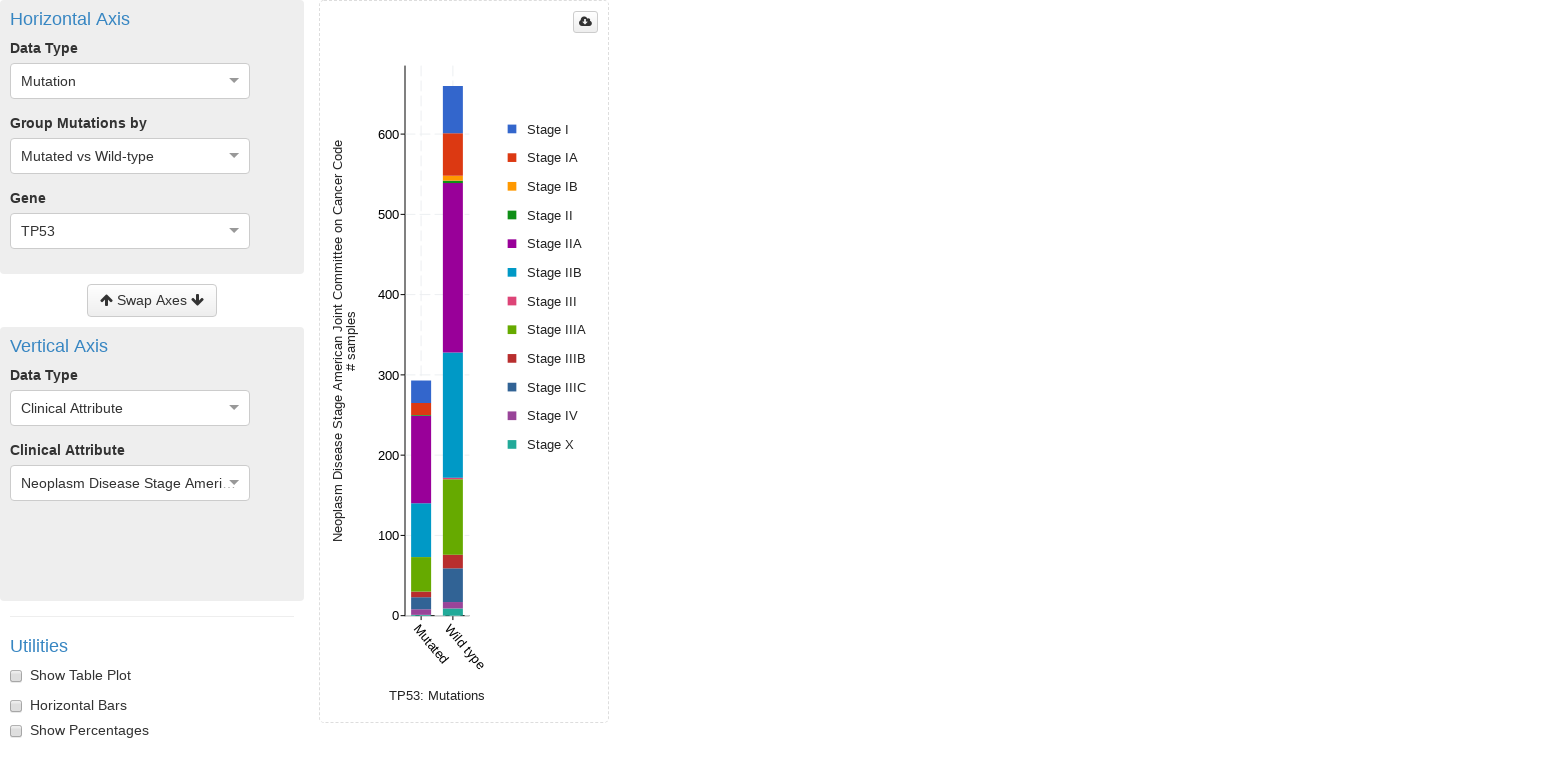 Horizontal Axis
Data Type
Mutation
Group Mutations by
Mutated vs Wild-type
Gene
TP53
Swap Axes
Vertical Axis
Data Type
Clinical Attribute
Clinical Attribute
Neoplasm Disease Stage Ameri...
Utilities
Show Table Plot
Horizontal Bars
Show Percentages
Neoplasm Disease Stage American Joint Committee on Cancer Code
# samples
600
500
400
300
200
100
0
Mutated
Wild type
TP53: Mutations
Stage I
Stage IA
Stage IB
Stage II
Stage IIA
Stage IIB
Stage III
Stage IIIA
Stage IIIB
Stage IIIC
Stage IV
Stage X